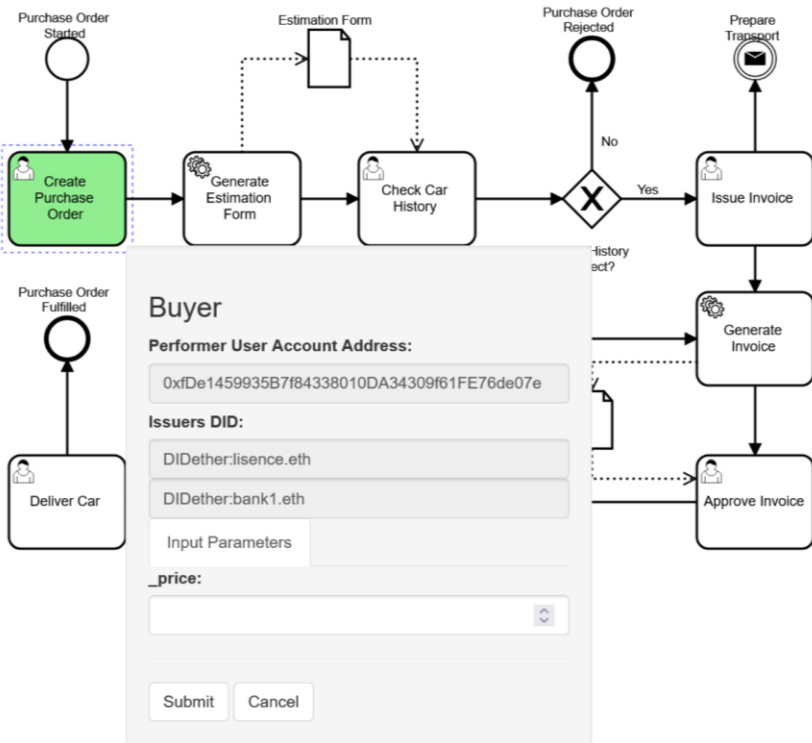 Purchase Order
Started
Estimation Form
Purchase Order
Rejected
Prepare
Transport
No
Create
Purchase
Order
Generate
Estimation
Form
Check Car
History
X
Yes
Issue Invoice
History
ect?
Purchase Order
Fulfilled
Buyer
Performer User Account Address:
0xfDe1459935B7f84338010DA34309f61FE76de07e
Issuers DID:
DIDether:lisence.eth
DIDether:bank1.eth
Input Parameters
_price:
Submit
Cancel
Generate
Invoice
Deliver Car
Approve Invoice